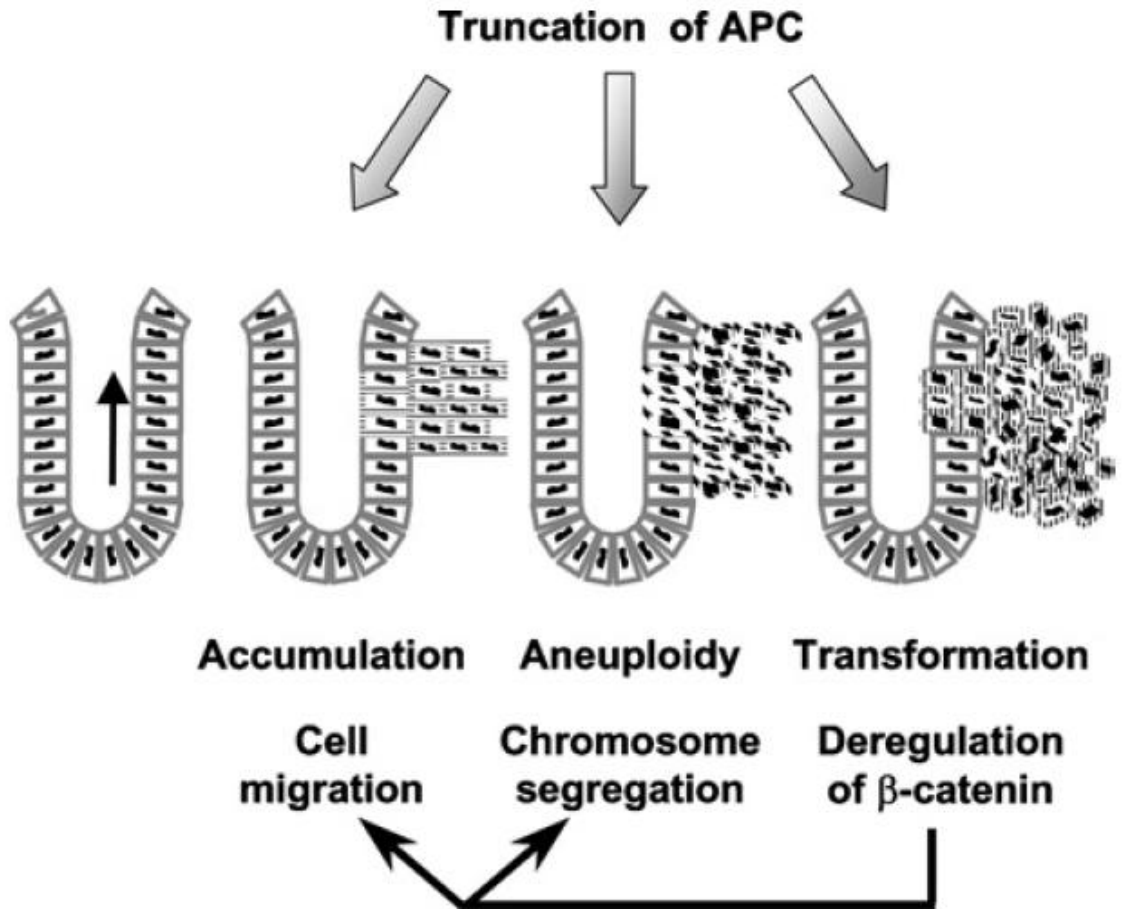 Truncation of APC
Accumulation Aneuploidy Transformation
Cell Chromosome Deregulation
migration segregation of β-catenin